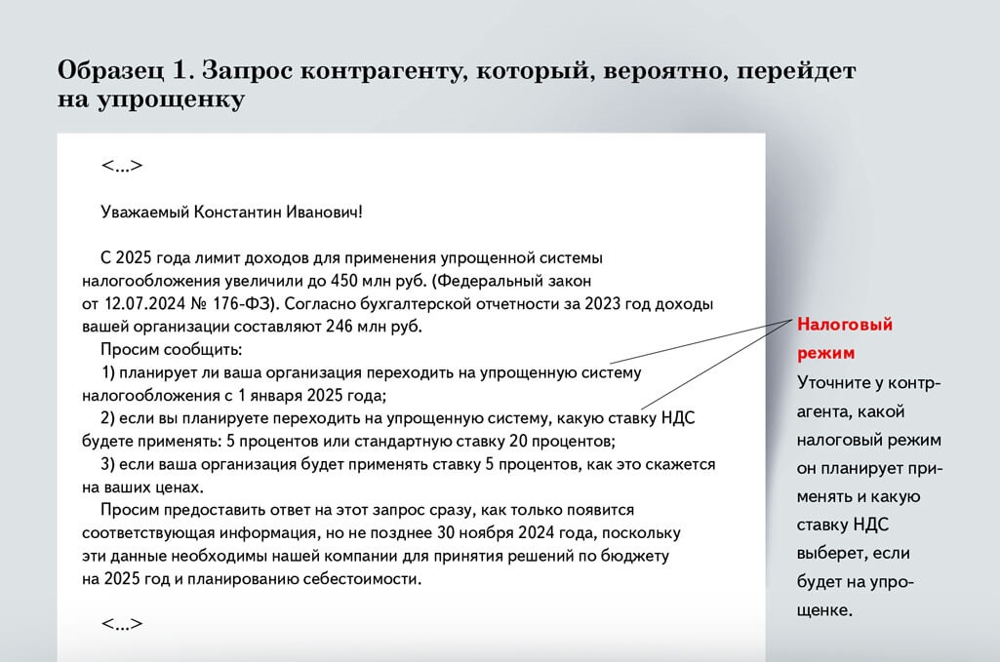 Образец 1. Запрос контрагенту, который, вероятно, перейдет
на упрощенку
<...>
Уважаемый Константин Иванович!
С 2025 года лимит доходов для применения упрощенной системы
налогообложения увеличили до 450 млн руб. (Федеральный закон
от 12.07.2024 № 176-ФЗ). Согласно бухгалтерской отчетности за 2023 год доходы
вашей организации составляют 246 млн руб.
Просим сообщить:
1) планирует ли ваша организация переходить на упрощенную систему
налогообложения с 1 января 2025 года;
2) если вы планируете переходить на упрощенную систему, какую ставку НДС
будете применять: 5 процентов или стандартную ставку 20 процентов;
3) если ваша организация будет применять ставку 5 процентов, как это скажется
на ваших ценах.
Просим предоставить ответ на этот запрос сразу, как только появится
соответствующая информация, но не позднее 30 ноября 2024 года, поскольку
эти данные необходимы нашей компании для принятия решений по бюджету
на 2025 год и планированию себестоимости.
<...>
Налоговый
режим
Уточните у контр-
агента, какой
налоговый режим
он планирует при-
менять и какую
ставку НДС
выберет, если
будет на упро-
щенке.